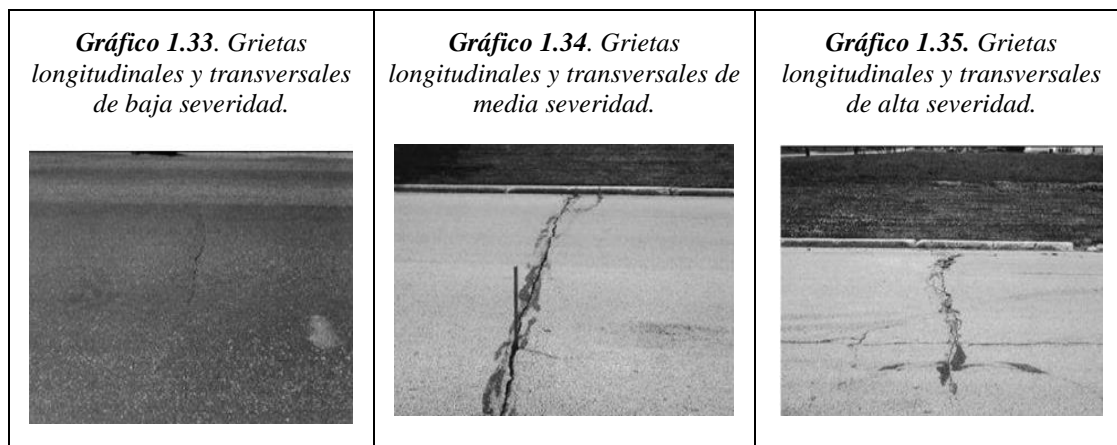 Gráfico 1.33. Grietas
longitudinales y transversales
de baja severidad.
Gráfico 1.34. Grietas
longitudinales y transversales de
media severidad.
Gráfico 1.35. Grietas
longitudinales y transversales
de alta severidad.